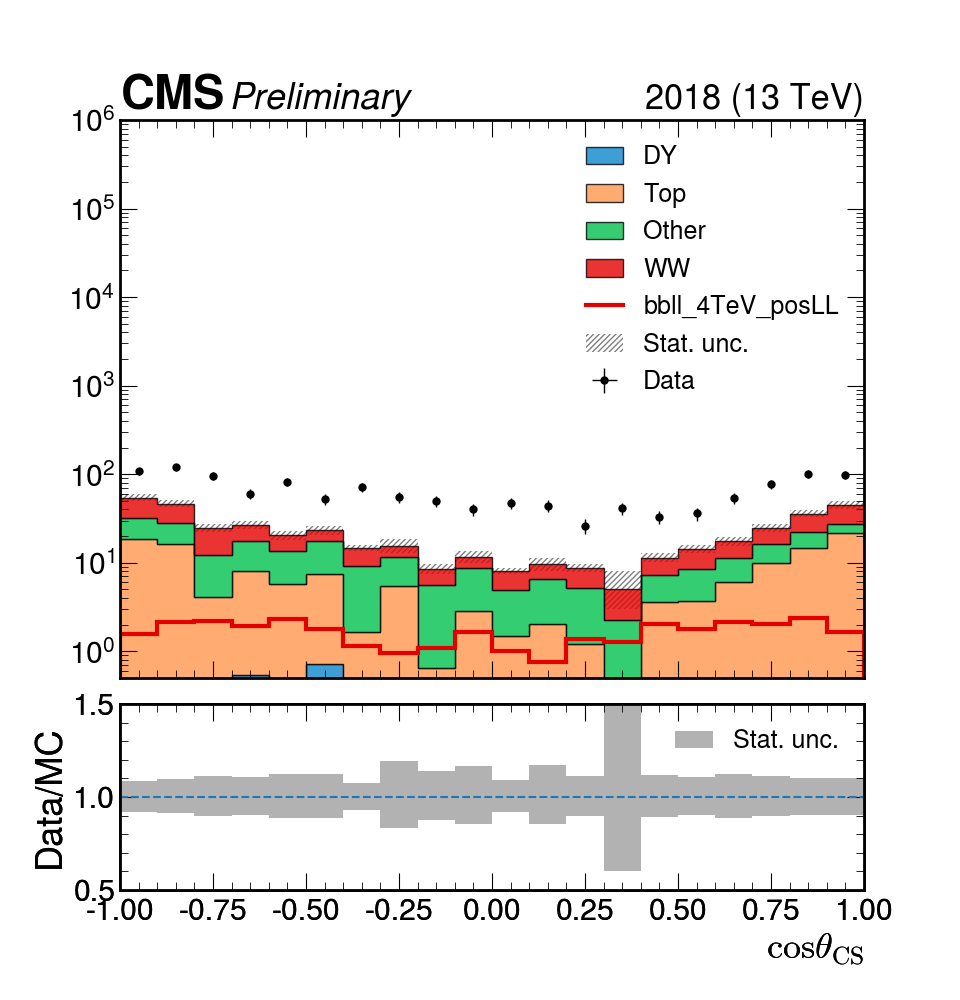 CMS Preliminary 2018 (13 TeV)
10^6
DY
Top
10^5
Other
WW
10^4
bbll_4TeV_posLL
Stat. unc.
10^3
Data
10^2
10^1
10^0
1.5
Stat. unc.
Data/MC
1.0
0.5
-1.00 -0.75 -0.50 -0.25 0.00 0.25 0.50 0.75 1.00
cosθ_CS